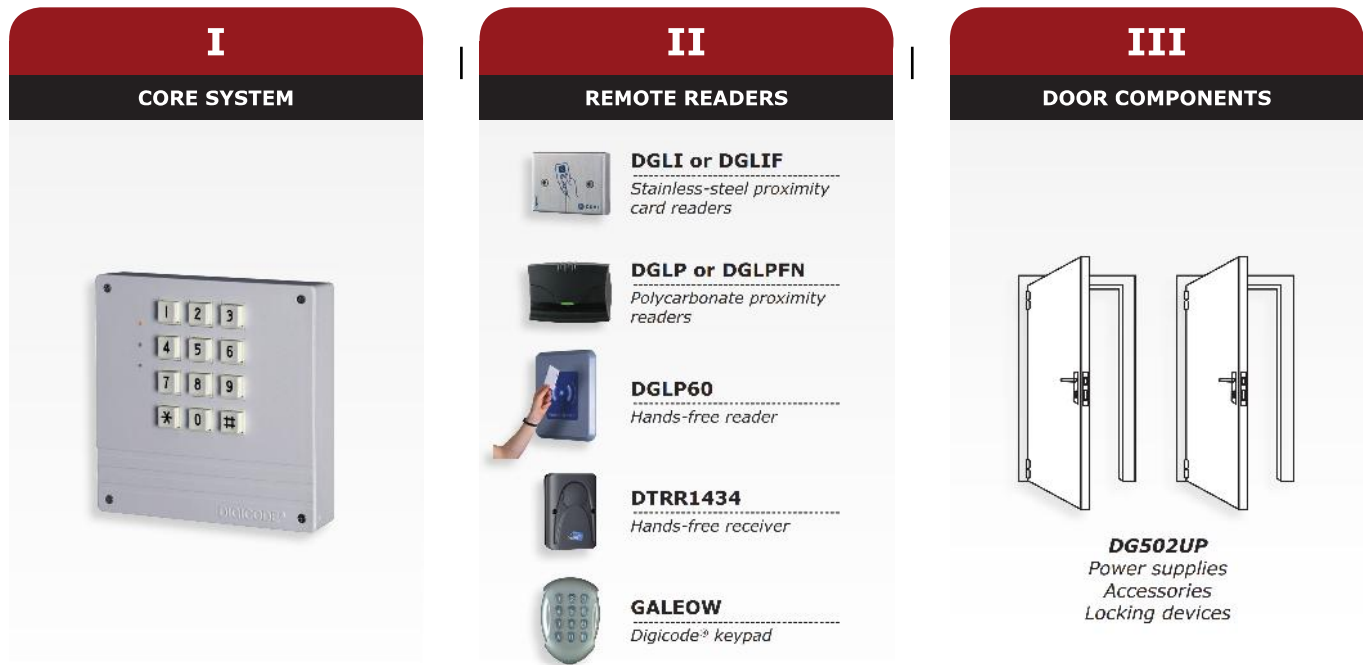 I
CORE SYSTEM
1 2 3
4 5 6
7 8 9
* 0 #
DIGICODE®
II
REMOTE READERS
DGLI or DGLIF
Stainless-steel proximity
card readers
DGLP or DGLPFN
Polycarbonate proximity
readers
DGLP60
Hands-free reader
DTRR1434
Hands-free receiver
GALEOW
Digicode® keypad
III
DOOR COMPONENTS
DG502UP
Power supplies
Accessories
Locking devices